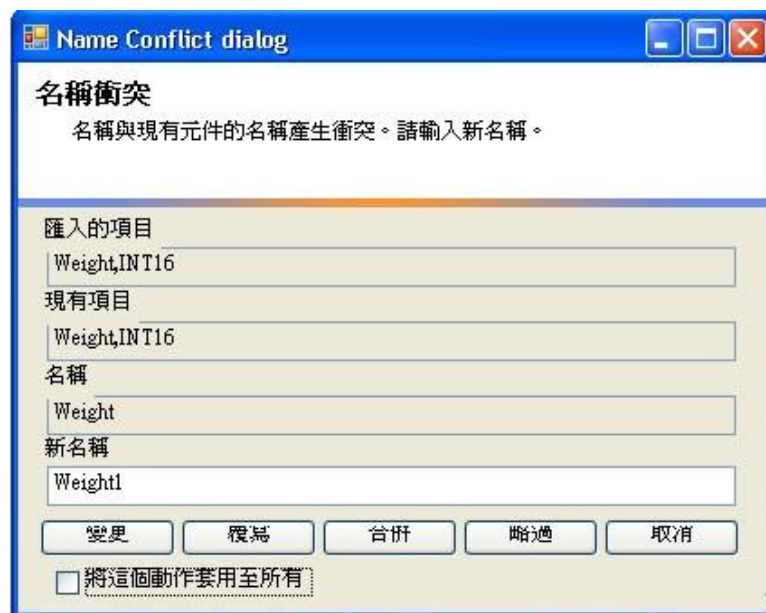 Name Conflict dialog
名稱衝突
名稱與現有元件的名稱產生衝突。請輸入新名稱。
匯入的項目
Weight,INT16
現有項目
Weight,INT16
名稱
Weight
新名稱
Weight1
變更 覆寫 合併 略過 取消
將這個動作套用至所有